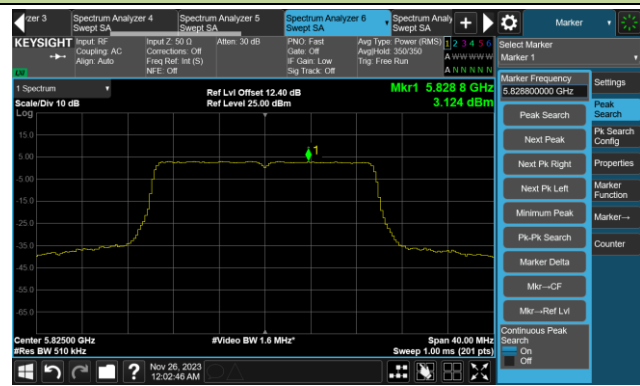 zer 3
Spectrum Analyzer 4
Swept SA
Spectrum Analyzer 5
Swept SA
Spectrum Analyzer 6
Swept SA
Spectrum Analy
Swept SA
Marker
KEYSIGHT
Input: RF
Coupling: AC
Align: Auto
Input Z: 50 Ω
Corrections: Off
Freq Ref: Int (S)
NFE: Off
Atten: 30 dB
PNO: Fast
Gate: Off
IF Gain: Low
Sig Track: Off
Avg Type: Power (RMS)
Avg|Hold: 350/350
Trig: Free Run
1 2 3 4 5 6
A W W W W W
A N N N N N
Select Marker
Marker 1
1 Spectrum
Scale/Div 10 dB
Log
Ref Lvl Offset 12.40 dB
Ref Level 25.00 dBm
Mkr1 5.828 8 GHz
3.124 dBm
15.0
5.00
-5.00
-15.0
-25.0
-35.0
-45.0
-55.0
-65.0
1
Center 5.82500 GHz
#Res BW 510 kHz
#Video BW 1.6 MHz*
Span 40.00 MHz
Sweep 1.00 ms (201 pts)
Marker Frequency
5.828800000 GHz
Peak Search
Next Peak
Next Pk Right
Next Pk Left
Minimum Peak
Pk-Pk Search
Marker Delta
Mkr→CF
Mkr→Ref Lvl
Continuous Peak
Search
On
Off
Settings
Peak
Search
Pk Search
Config
Properties
Marker
Function
Marker→
Counter
Nov 26, 2023
12:02:46 AM